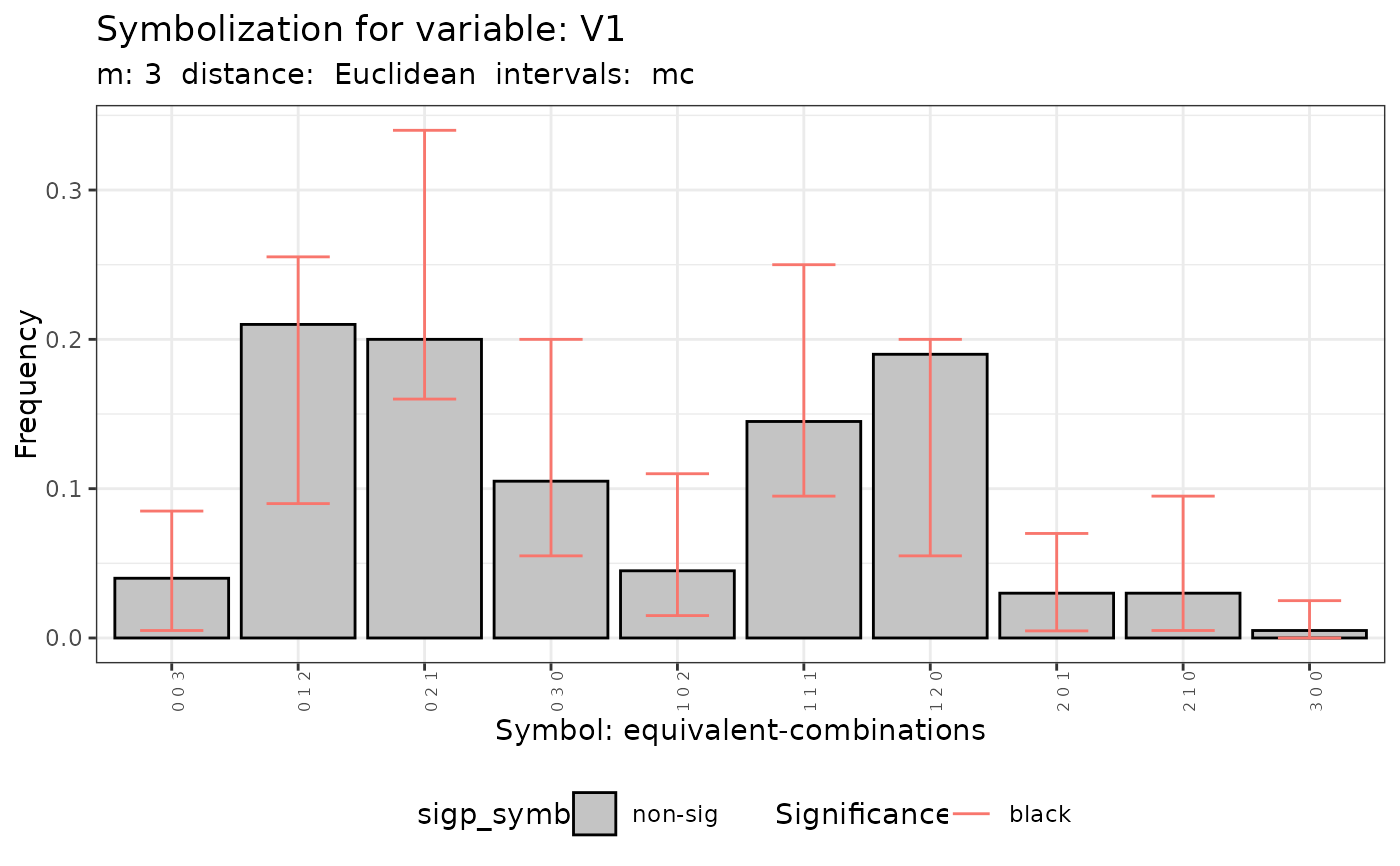 Symbolization for variable: V1
m: 3 distance: Euclidean intervals: mc
Frequency
0.3
0.2
0.1
0.0
0 0 3
0 1 2
0 2 1
0 3 0
1 0 2
1 1 1
1 2 0
2 0 1
2 1 0
3 0 0
Symbol: equivalent-combinations
sigp_symb non-sig Significance black